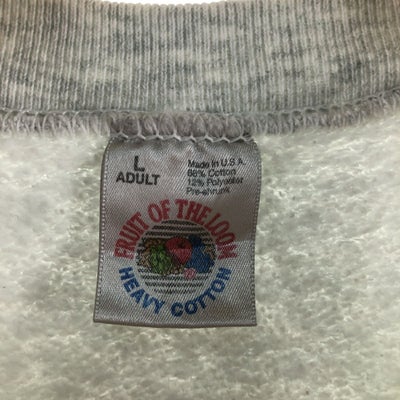 L
ADULT
Made in U.S.A.
88% Cotton
12% Polyester
Pre-shrunk
FRUIT OF THE LOOM
HEAVY COTTON